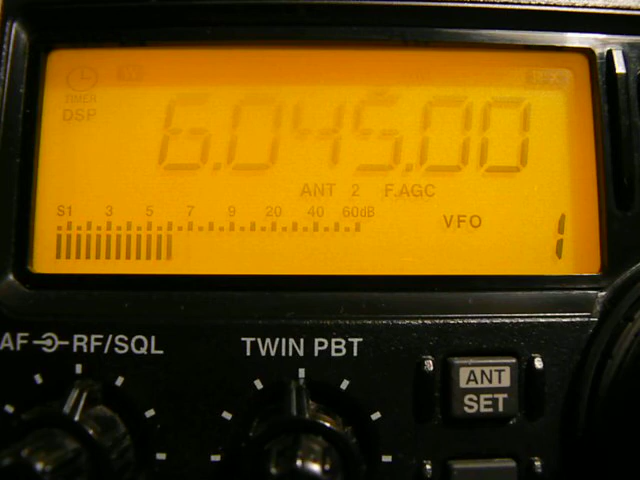 TIMER
DSP
6.045.00
ANT 2 F.AGC
S1 3 5 7 9 20 40 60dB
VFO
1
AF RF/SQL
TWIN PBT
ANT
SET